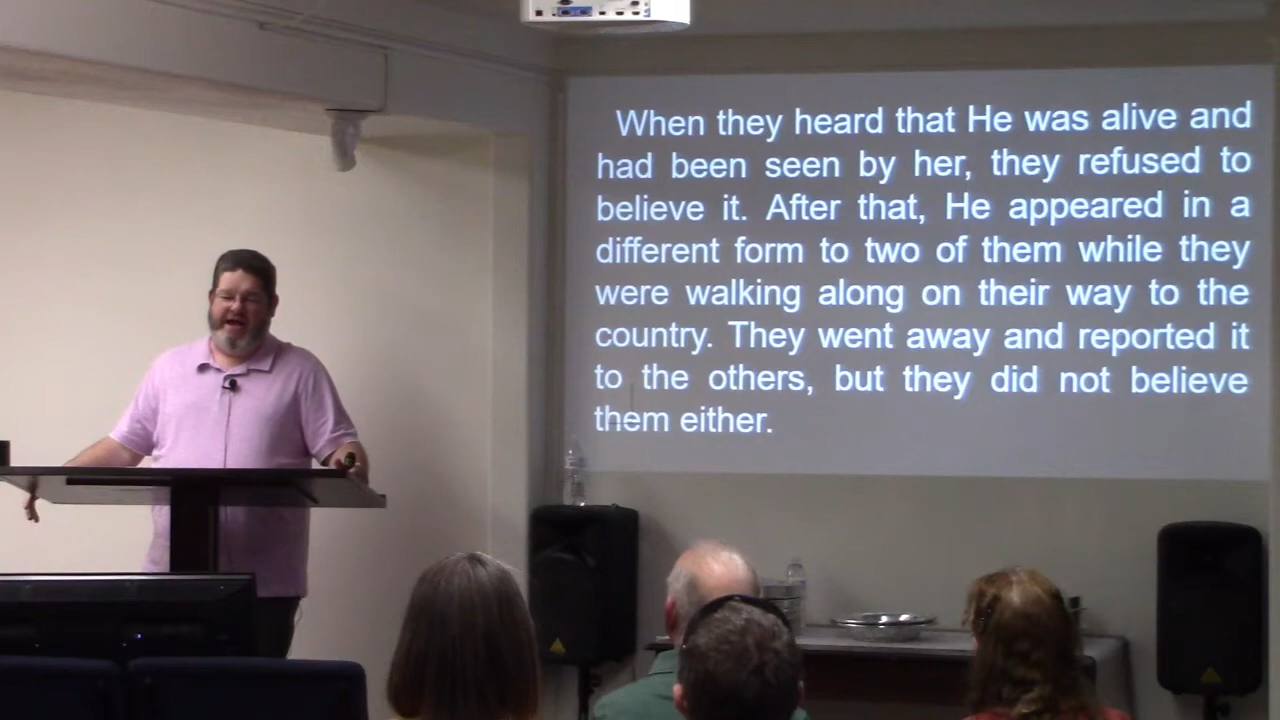 When they heard that He was alive and
had been seen by her, they refused to
believe it. After that, He appeared in a
different form to two of them while they
were walking along on their way to the
country. They went away and reported it
to the others, but they did not believe
them either.